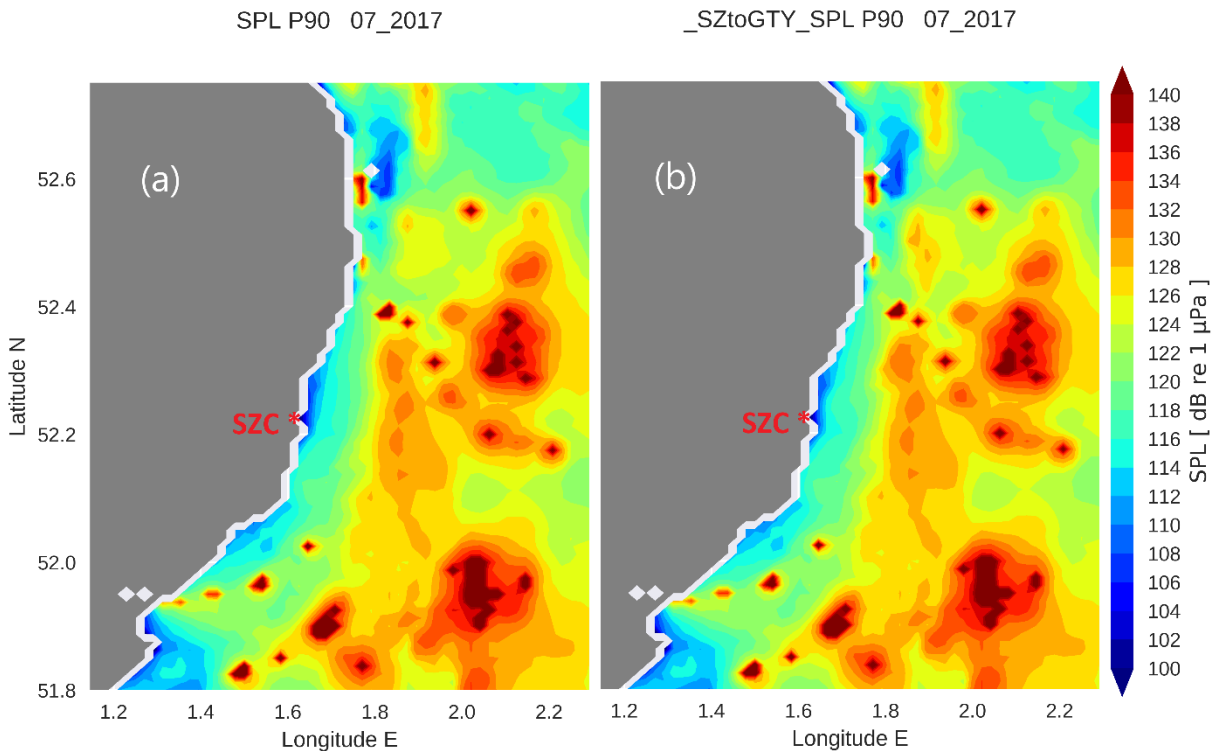 SPL P90 07_2017
_SZtoGTY_SPL P90 07_2017
(a)
(b)
SZC *
SZC *
Latitude N
52.6
52.4
52.2
52.0
51.8
1.2 1.4 1.6 1.8 2.0 2.2
Longitude E
1.2 1.4 1.6 1.8 2.0 2.2
Longitude E
140
138
136
134
132
130
128
126
124
122
120
118
116
114
112
110
108
106
104
102
100
SPL [ dB re 1 µPa ]